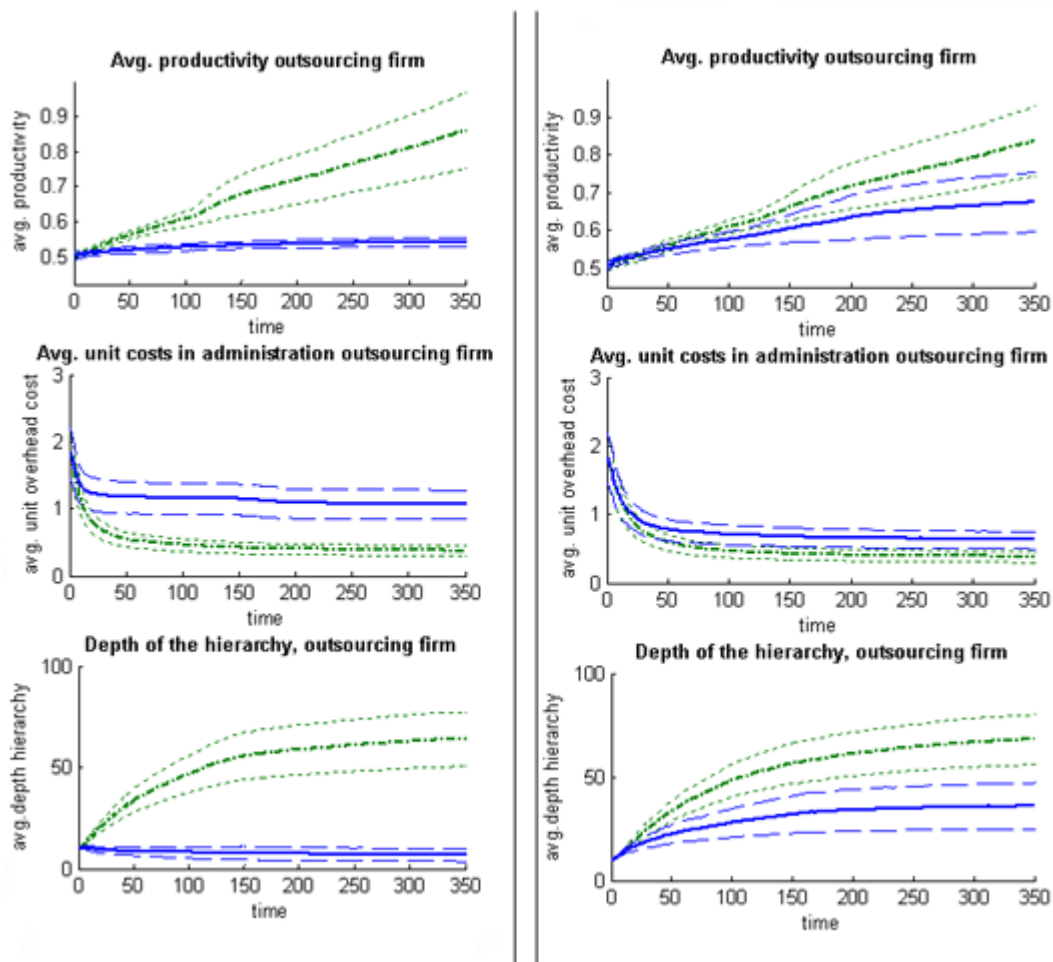 Avg. productivity outsourcing firm
avg. productivity
0.9
0.8
0.7
0.6
0.5
0 50 100 150 200 250 300 350
time
Avg. unit costs in administration outsourcing firm
avg. unit overhead cost
3
2
1
0
0 50 100 150 200 250 300 350
time
Depth of the hierarchy, outsourcing firm
avg.depth hierarchy
100
50
0
0 50 100 150 200 250 300 350
time
Avg. productivity outsourcing firm
avg. productivity
0.9
0.8
0.7
0.6
0.5
0 50 100 150 200 250 300 350
time
Avg. unit costs in administration outsourcing firm
avg. unit overhead cost
3
2
1
0
0 50 100 150 200 250 300 350
time
Depth of the hierarchy, outsourcing firm
avg.depth hierarchy
100
50
0
0 50 100 150 200 250 300 350
time